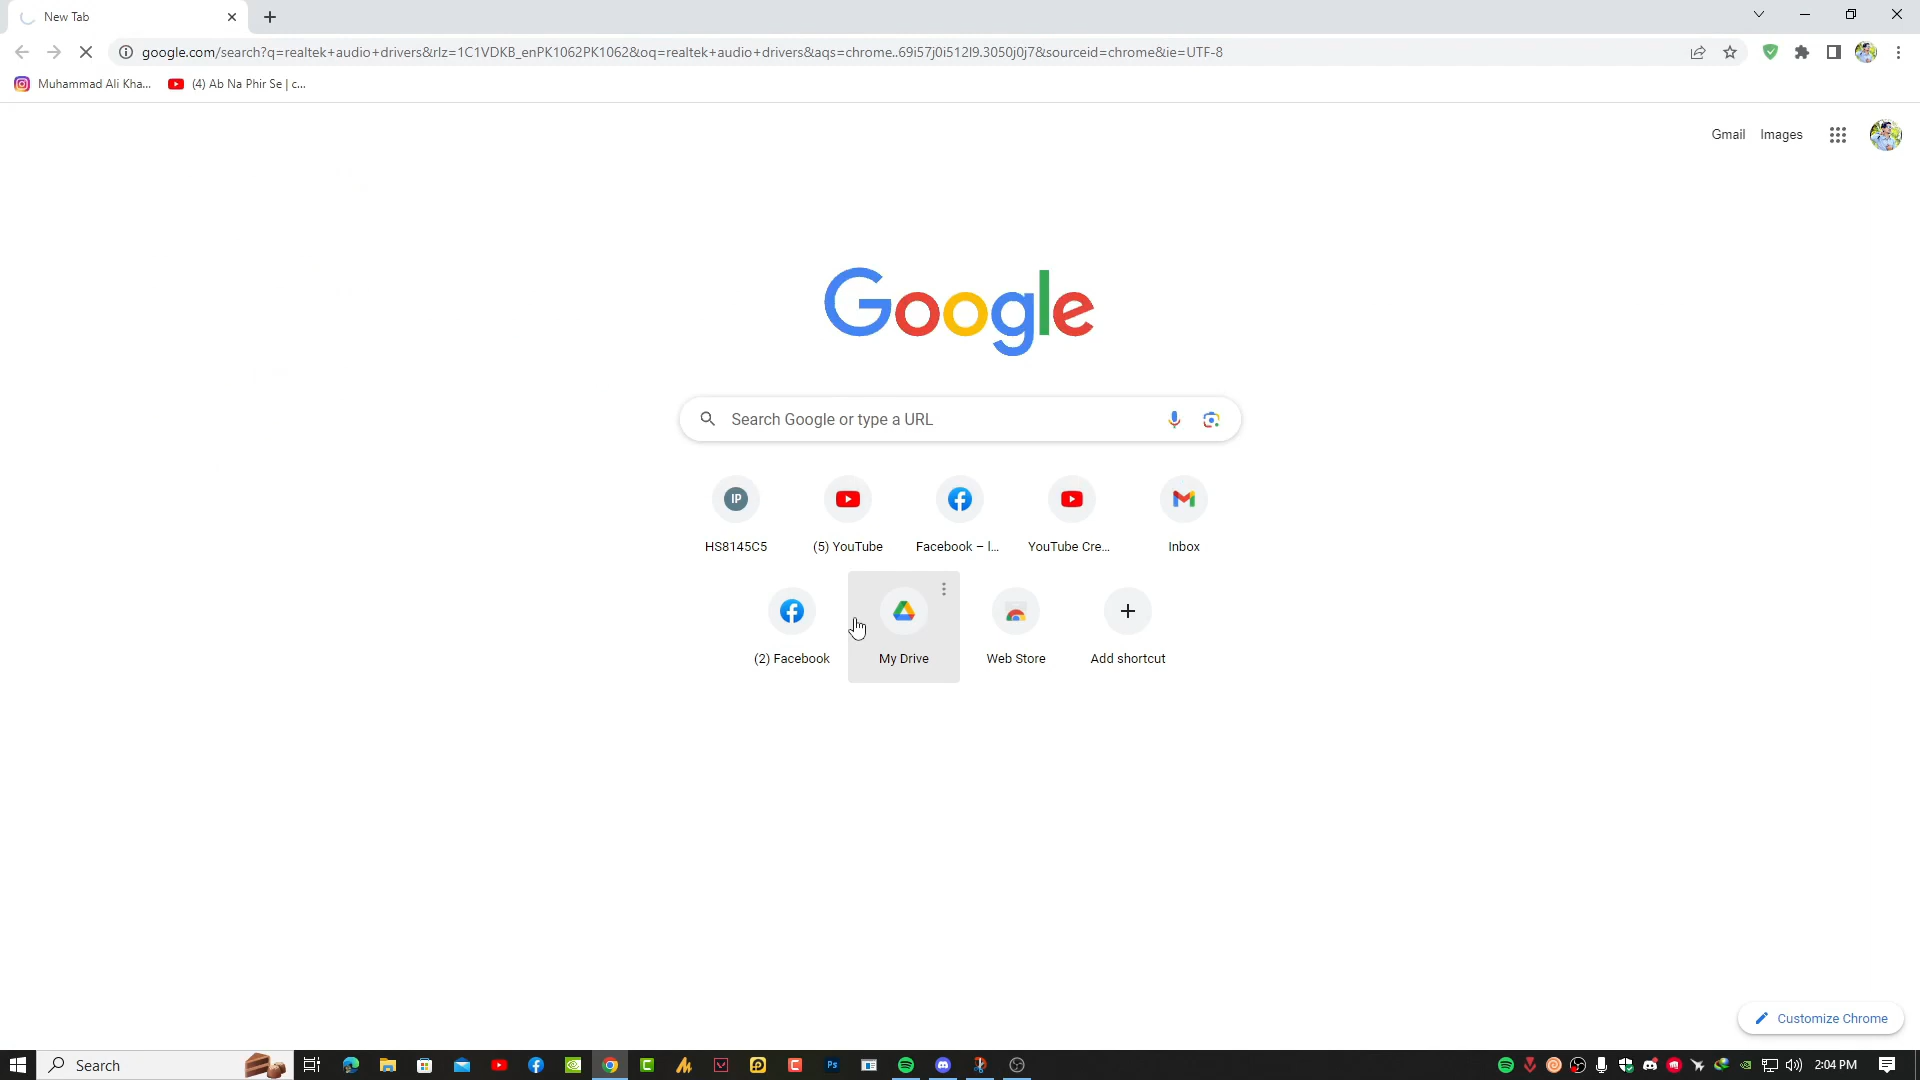 New Tab
google.com/search?q=realtek+audio+drivers&rlz=1C1VDKB_enPK1062PK1062&oq=realtek+audio+drivers&aqs=chrome..69i57j0i512l9.3050j0j7&sourceid=chrome&ie=UTF-8
Muhammad Ali Kha... (4) Ab Na Phir Se | c...
Gmail Images
Google
Search Google or type a URL
IP
HS8145C5 (5) YouTube Facebook – l... YouTube Cre... Inbox
(2) Facebook My Drive Web Store Add shortcut
Customize Chrome
Search Ps 2:04 PM